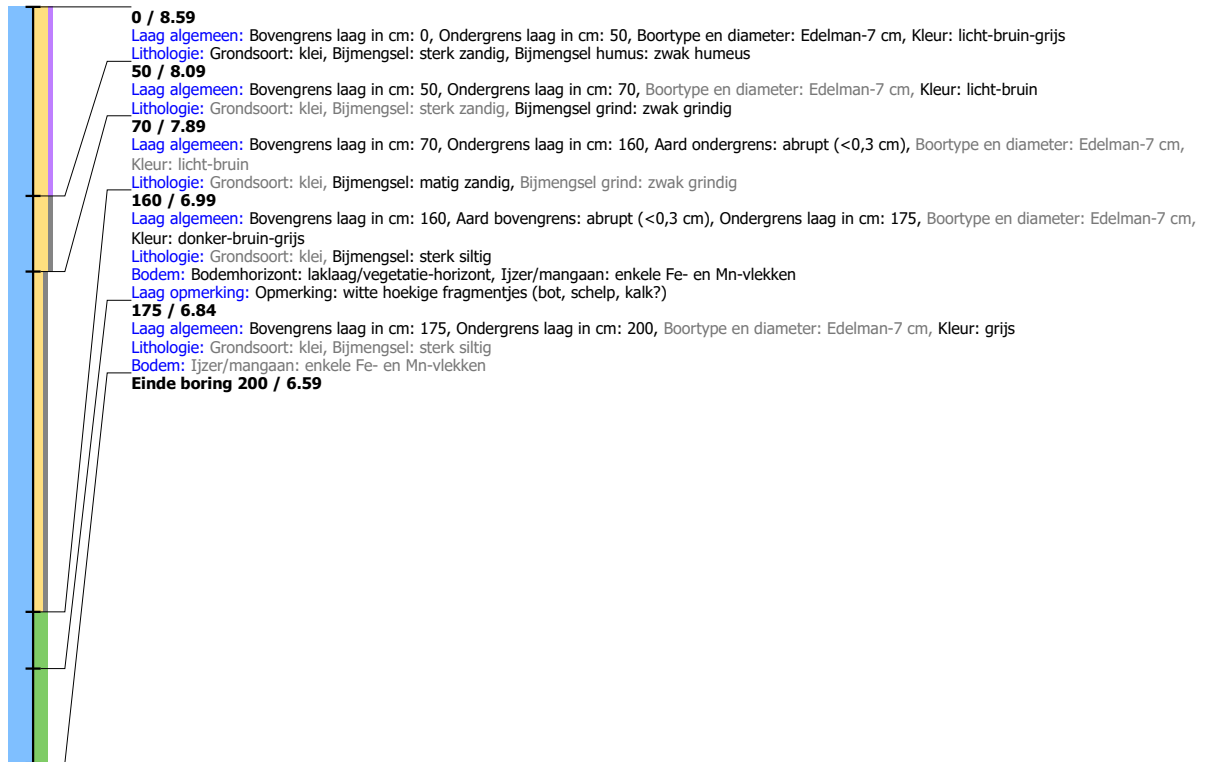 0 / 8.59
Laag algemeen: Bovengrens laag in cm: 0, Ondergrens laag in cm: 50, Boortype en diameter: Edelman-7 cm, Kleur: licht-bruin-grijs
Lithologie: Grondsoort: klei, Bijmengsel: sterk zandig, Bijmengsel humus: zwak humeus
50 / 8.09
Laag algemeen: Bovengrens laag in cm: 50, Ondergrens laag in cm: 70, Boortype en diameter: Edelman-7 cm, Kleur: licht-bruin
Lithologie: Grondsoort: klei, Bijmengsel: sterk zandig, Bijmengsel grind: zwak grindig
70 / 7.89
Laag algemeen: Bovengrens laag in cm: 70, Ondergrens laag in cm: 160, Aard ondergrens: abrupt (<0,3 cm), Boortype en diameter: Edelman-7 cm,
Kleur: licht-bruin
Lithologie: Grondsoort: klei, Bijmengsel: matig zandig, Bijmengsel grind: zwak grindig
160 / 6.99
Laag algemeen: Bovengrens laag in cm: 160, Aard bovengrens: abrupt (<0,3 cm), Ondergrens laag in cm: 175, Boortype en diameter: Edelman-7 cm,
Kleur: donker-bruin-grijs
Lithologie: Grondsoort: klei, Bijmengsel: sterk siltig
Bodem: Bodemhorizont: laklaag/vegetatie-horizont, Ijzer/mangaan: enkele Fe- en Mn-vlekken
Laag opmerking: Opmerking: witte hoekige fragmentjes (bot, schelp, kalk?)
175 / 6.84
Laag algemeen: Bovengrens laag in cm: 175, Ondergrens laag in cm: 200, Boortype en diameter: Edelman-7 cm, Kleur: grijs
Lithologie: Grondsoort: klei, Bijmengsel: sterk siltig
Bodem: Ijzer/mangaan: enkele Fe- en Mn-vlekken
Einde boring 200 / 6.59